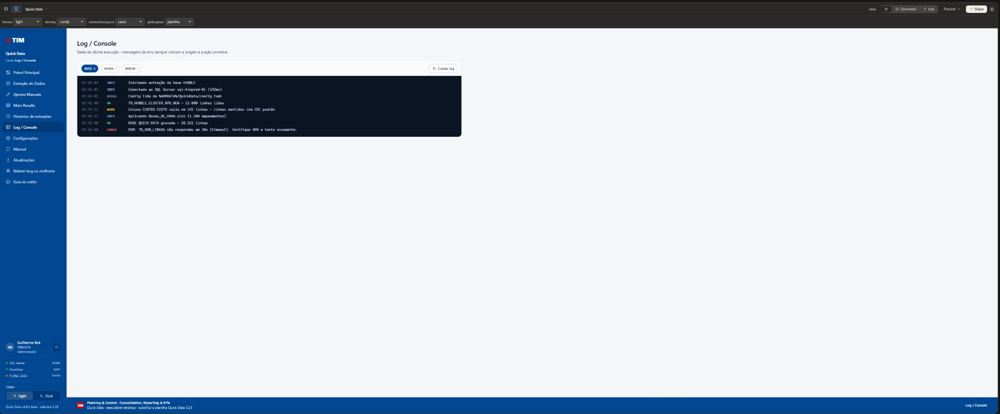 Quick Data
100%
Comment
Edit
Present
Share
G
theme light density comfy extractionLayout cards gridLayout planilha
TIM
Quick Data
Local: Log / Console
Painel Principal
Extração de Dados
Ajustes Manuais
Main Results
Histórico de extrações
Log / Console
Configurações
Manual
Atualizações
Relatar bug ou melhoria
Guia de estilo
GK
Guilherme Kek
F8092874
Administrador
SQL Server 142ms
OneDrive sync
F:\P&C 2026 lenta
TEMA
Light Dark
Quick Data v4.0.0-beta · substitui 3.23
Log / Console
Saída da última execução · mensagens de erro sempre indicam a origem e a ação corretiva
INFO 4 WARN 1 ERROR 1
Copiar log
03:41:02 INFO Iniciando extração da base HUBBLE
03:41:02 INFO Conectado ao SQL Server sql-finprod-01 (142ms)
03:41:03 DEBUG Config lida de %APPDATA%/QuickData/config.toml
03:41:09 OK TB_HUBBLE_CLUSTER_RPD_NEW — 12.000 linhas lidas
03:41:21 WARN Coluna CENTRO CUSTO vazia em 142 linhas — linhas mantidas com CDC padrão
03:41:33 INFO Aplicando Bases_DE_PARA.xlsx (1.204 mapeamentos)
03:42:40 OK BASE QUICK DATA gravada — 28.221 linhas
03:42:44 ERROR RGM: TB_RGM_LINHAS não respondeu em 20s (timeout). Verifique VPN e tente novamente.
TIM
Planning & Control · Consolidation, Reporting & KPIs
Quick Data · executável desktop · substitui a planilha Quick Data 3.23
Log / Console